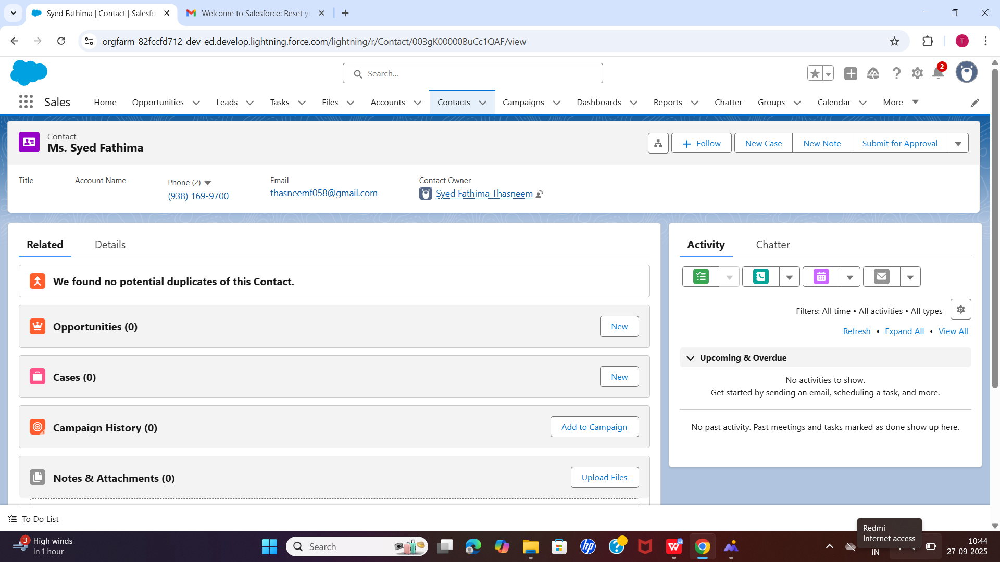 Syed Fathima | Contact | Salesfo
Welcome to Salesforce: Reset yo
orgfarm-82fccfd712-dev-ed.develop.lightning.force.com/lightning/r/Contact/003gK00000BuCc1QAF/view
T
Search...
2
Sales
Home
Opportunities
Leads
Tasks
Files
Accounts
Contacts
Campaigns
Dashboards
Reports
Chatter
Groups
Calendar
More
Contact
Ms. Syed Fathima
Follow
New Case
New Note
Submit for Approval
Title
Account Name
Phone (2)
(938) 169-9700
Email
thasneemf058@gmail.com
Contact Owner
Syed Fathima Thasneem
Related
Details
We found no potential duplicates of this Contact.
Opportunities (0)
New
Cases (0)
New
Campaign History (0)
Add to Campaign
Notes & Attachments (0)
Upload Files
Activity
Chatter
Filters: All time • All activities • All types
Refresh • Expand All • View All
Upcoming & Overdue
No activities to show.
Get started by sending an email, scheduling a task, and more.
No past activity. Past meetings and tasks marked as done show up here.
To Do List
3
High winds
In 1 hour
Search
hp
Redmi
Internet access
IN
10:44
27-09-2025